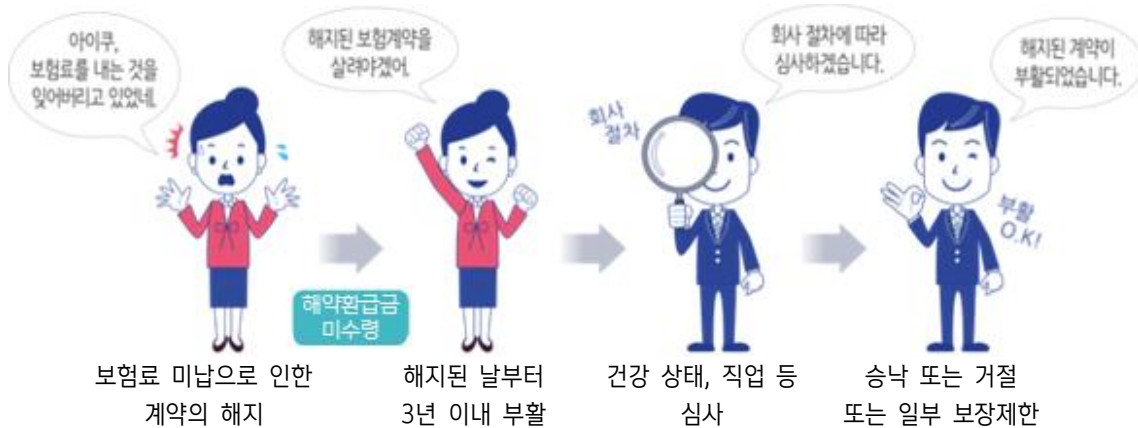 아이쿠,
보험료를 내는 것을
잊어버리고 있었네.
해지된 보험계약을
살려야겠어.
회사 절차에 따라
심사하겠습니다.
해지된 계약이
부활되었습니다.
회사
절차
부활
O.K!
해약환급금
미수령
보험료 미납으로 인한
계약의 해지
해지된 날부터
3년 이내 부활
건강 상태, 직업 등
심사
승낙 또는 거절
또는 일부 보장제한